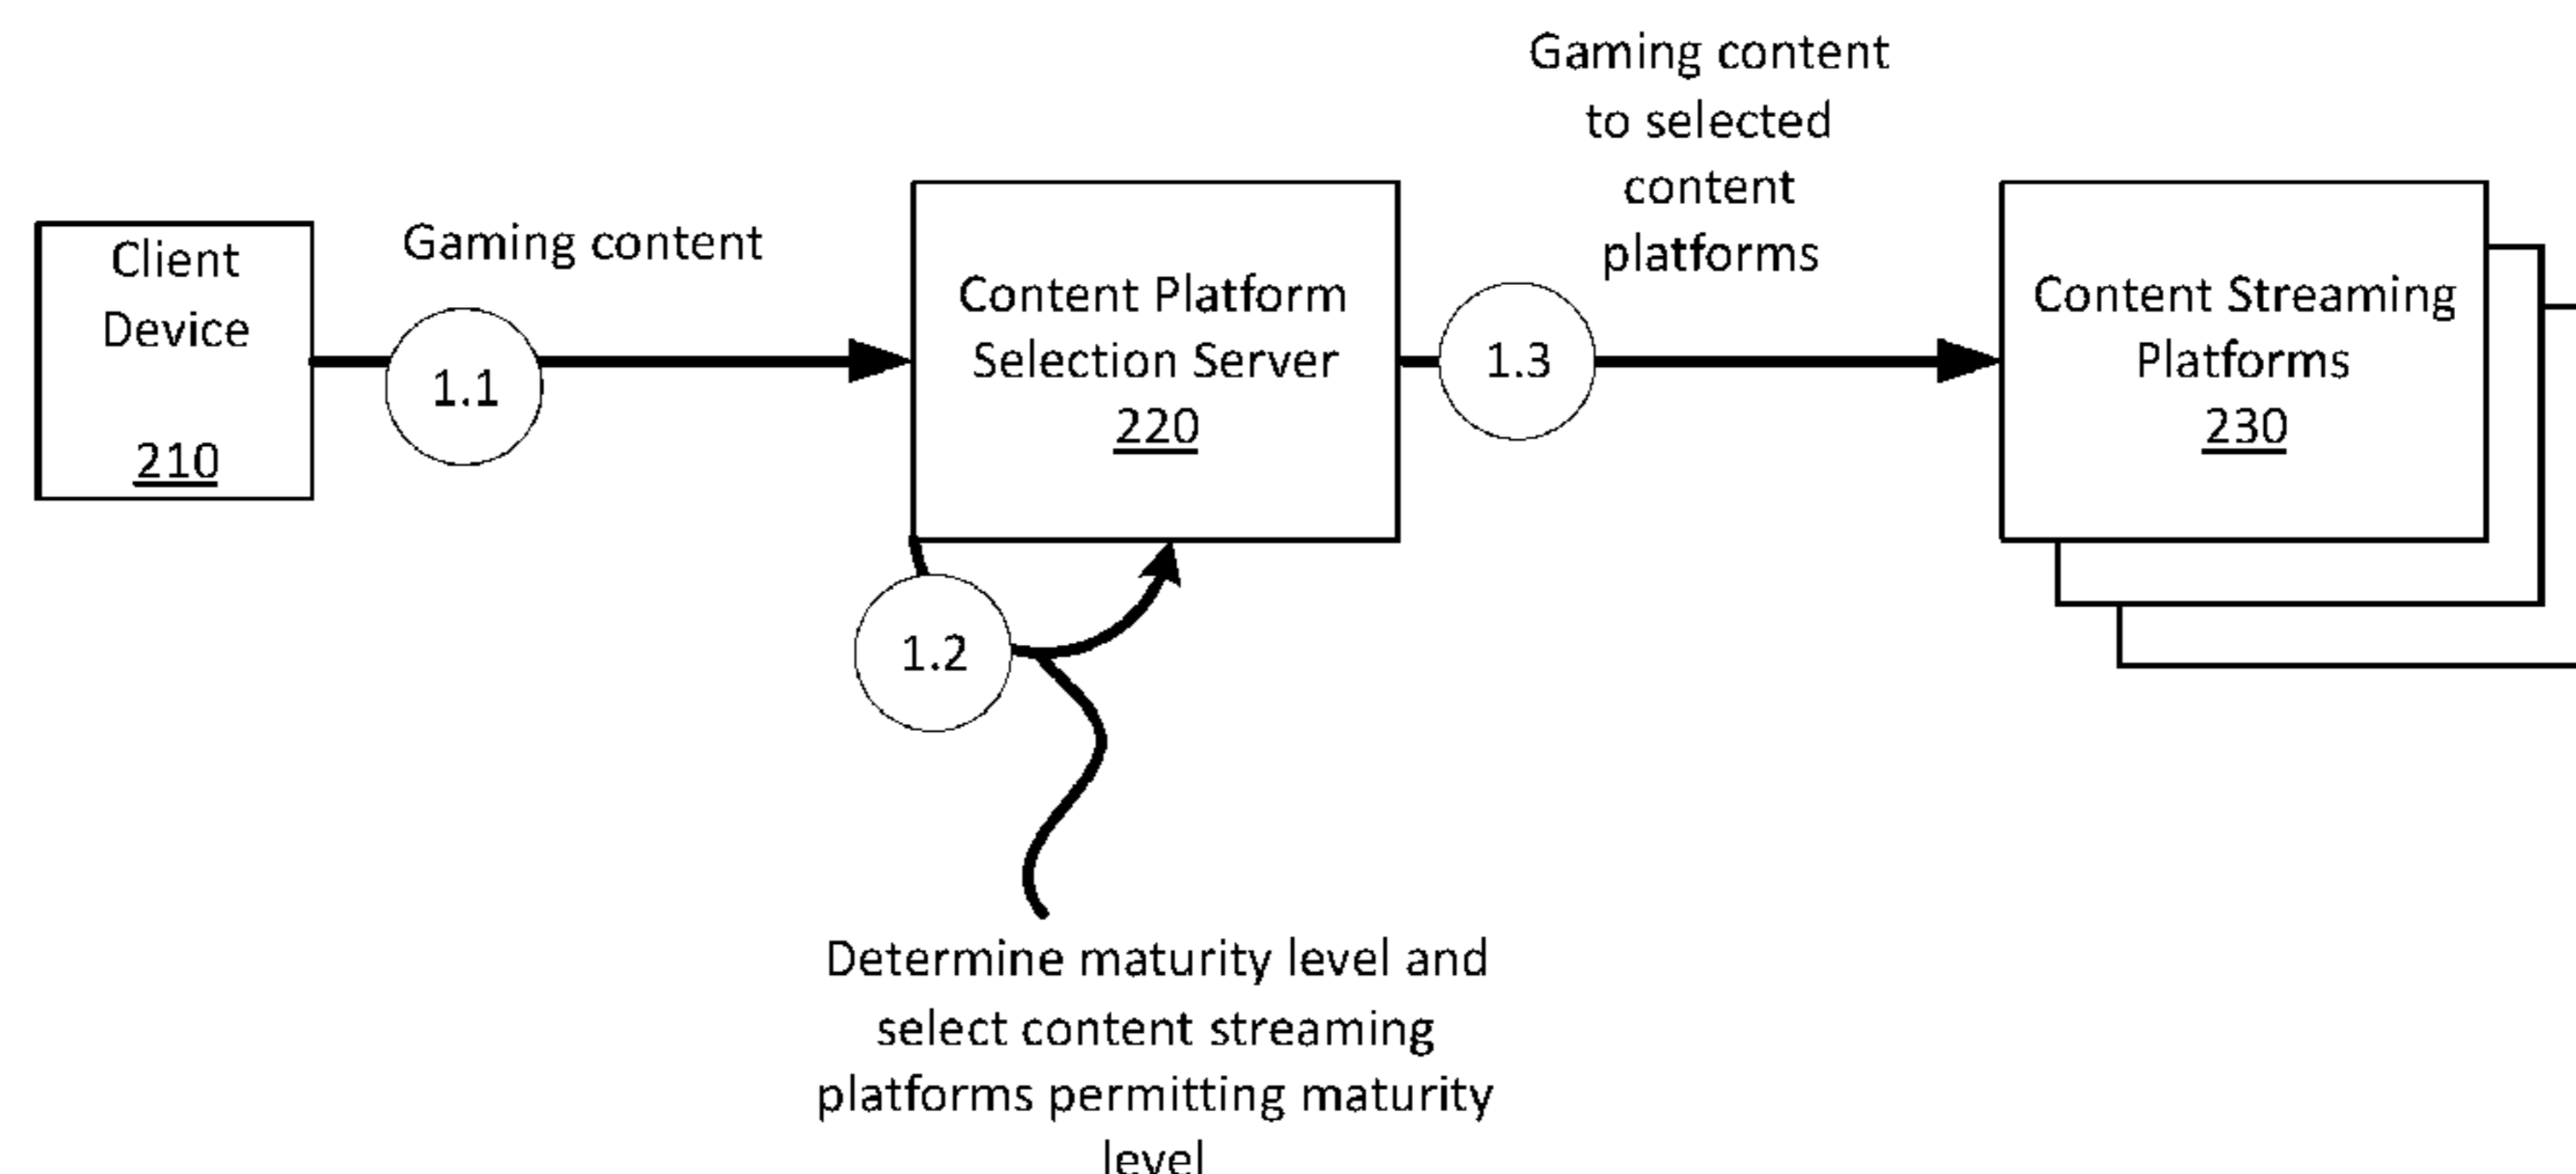 Client
Device
210
Gaming content
1.1
Content Platform
Selection Server
220
1.2
Determine maturity level and
select content streaming
platforms permitting maturity
level
Gaming content
to selected
content
platforms
1.3
Content Streaming
Platforms
230